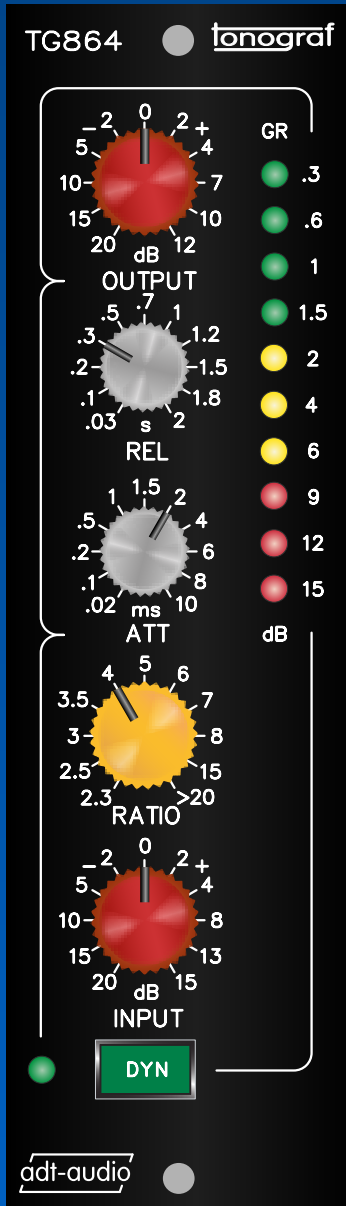 TG864 tonograf
GR
0
- 2 2 +
5 4
10 7
15 10
20 12
dB
OUTPUT
.3
.6
1
1.5
2
4
6
9
12
15
dB
.7
.5 1
.3 1.2
.2 1.5
.1 1.8
.03 2
s
REL
1.5
1 2
.5 4
.2 6
.1 8
.02 10
ms
ATT
5
4 6
3.5 7
3 8
2.5 15
2.3 >20
RATIO
0
- 2 2 +
5 4
10 8
15 13
20 15
dB
INPUT
DYN
adt-audio